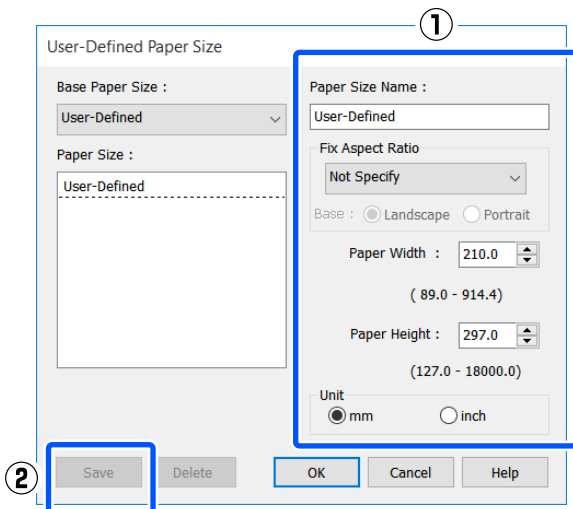 ①
User-Defined Paper Size
Base Paper Size :
User-Defined
Paper Size :
User-Defined
Paper Size Name :
User-Defined
Fix Aspect Ratio
Not Specify
Base : Landscape Portrait
Paper Width : 210.0
( 89.0 - 914.4)
Paper Height : 297.0
(127.0 - 18000.0)
Unit
mm inch
②
Save Delete OK Cancel Help